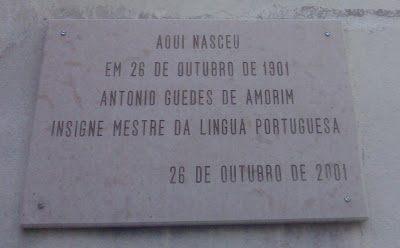 AQUI NASCEU
EM 26 DE OUTUBRO DE 1901
ANTONIO GUEDES DE AMORIM
INSIGNE MESTRE DA LINGUA PORTUGUESA
26 DE OUTUBRO DE 2001